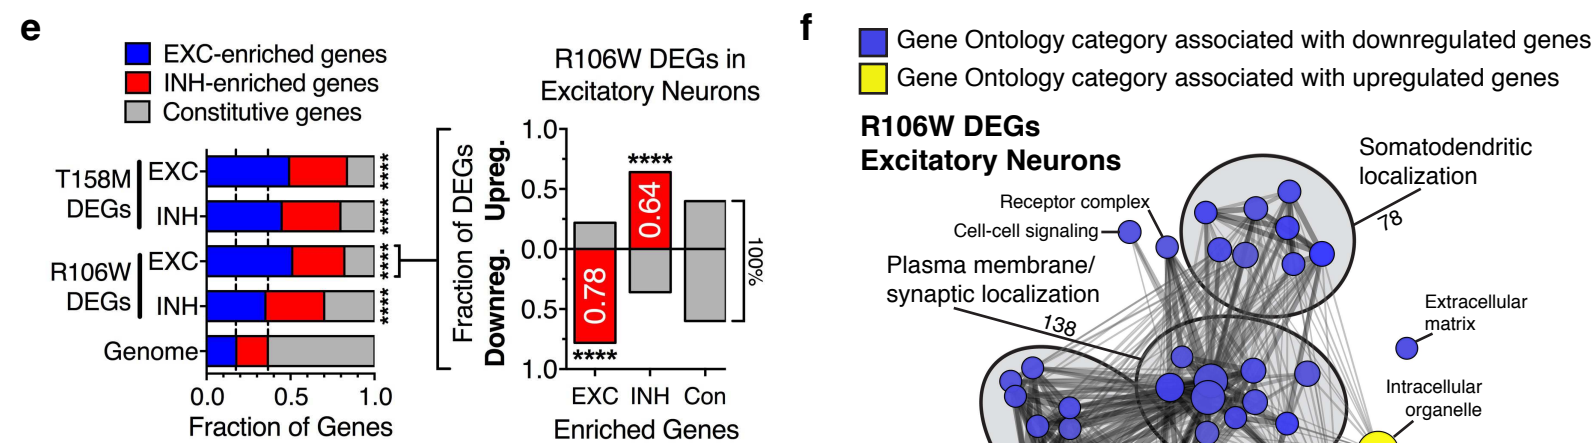 e
EXC-enriched genes
INH-enriched genes
Constitutive genes
T158M
DEGs
EXC
****
INH
****
R106W
DEGs
EXC
****
INH
****
Genome
0.0 0.5 1.0
Fraction of Genes
R106W DEGs in
Excitatory Neurons
Fraction of DEGs
Downreg. Upreg.
1.0
0.5
0.0
0.5
1.0
****
0.64
0.78
****
100%
EXC INH Con
Enriched Genes
f
Gene Ontology category associated with downregulated genes
Gene Ontology category associated with upregulated genes
R106W DEGs
Excitatory Neurons
Somatodendritic
localization
78
Receptor complex
Cell-cell signaling
Plasma membrane/
synaptic localization
138
Extracellular
matrix
Intracellular
organelle